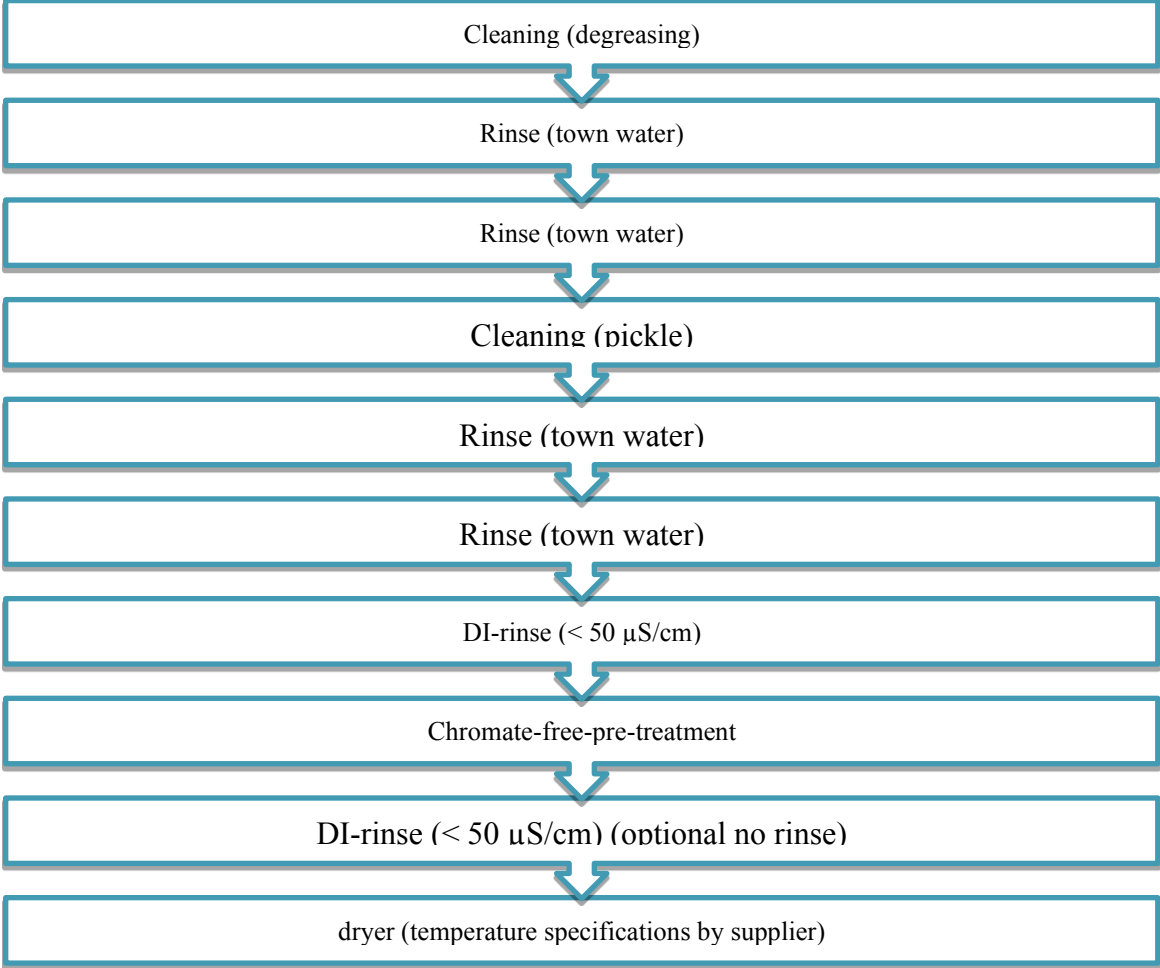 Cleaning (degreasing)
Rinse (town water)
Rinse (town water)
Cleaning (pickle)
Rinse (town water)
Rinse (town water)
DI-rinse (< 50 µS/cm)
Chromate-free-pre-treatment
DI-rinse (< 50 µS/cm) (optional no rinse)
dryer (temperature specifications by supplier)